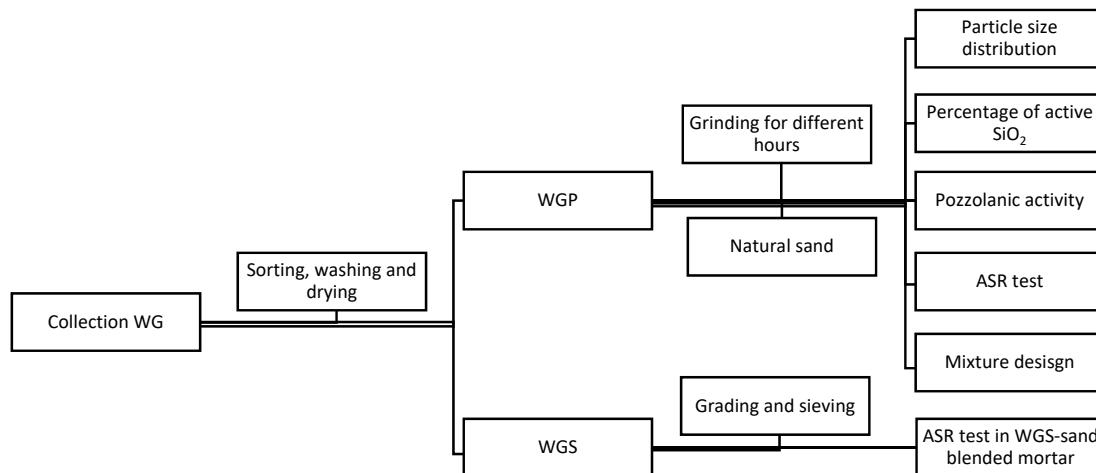 Collection WG
Sorting, washing and
drying
WGP
Grinding for different
hours
Natural sand
Particle size
distribution
Percentage of active
SiO₂
Pozzolanic activity
ASR test
Mixture desisgn
WGS
Grading and sieving
ASR test in WGS-sand
blended mortar